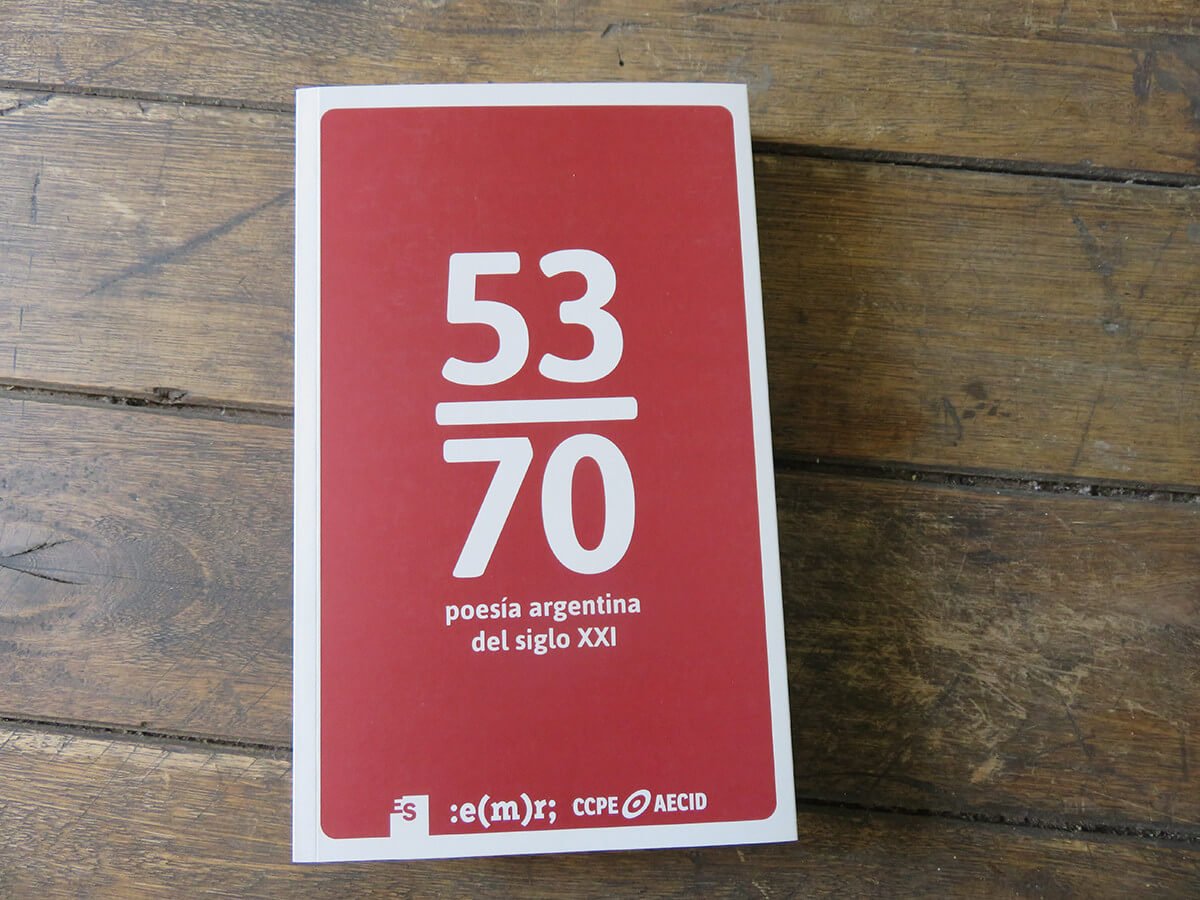 53
70
poesía argentina
del siglo XXI
ES :e(m)r; CCPE AECID